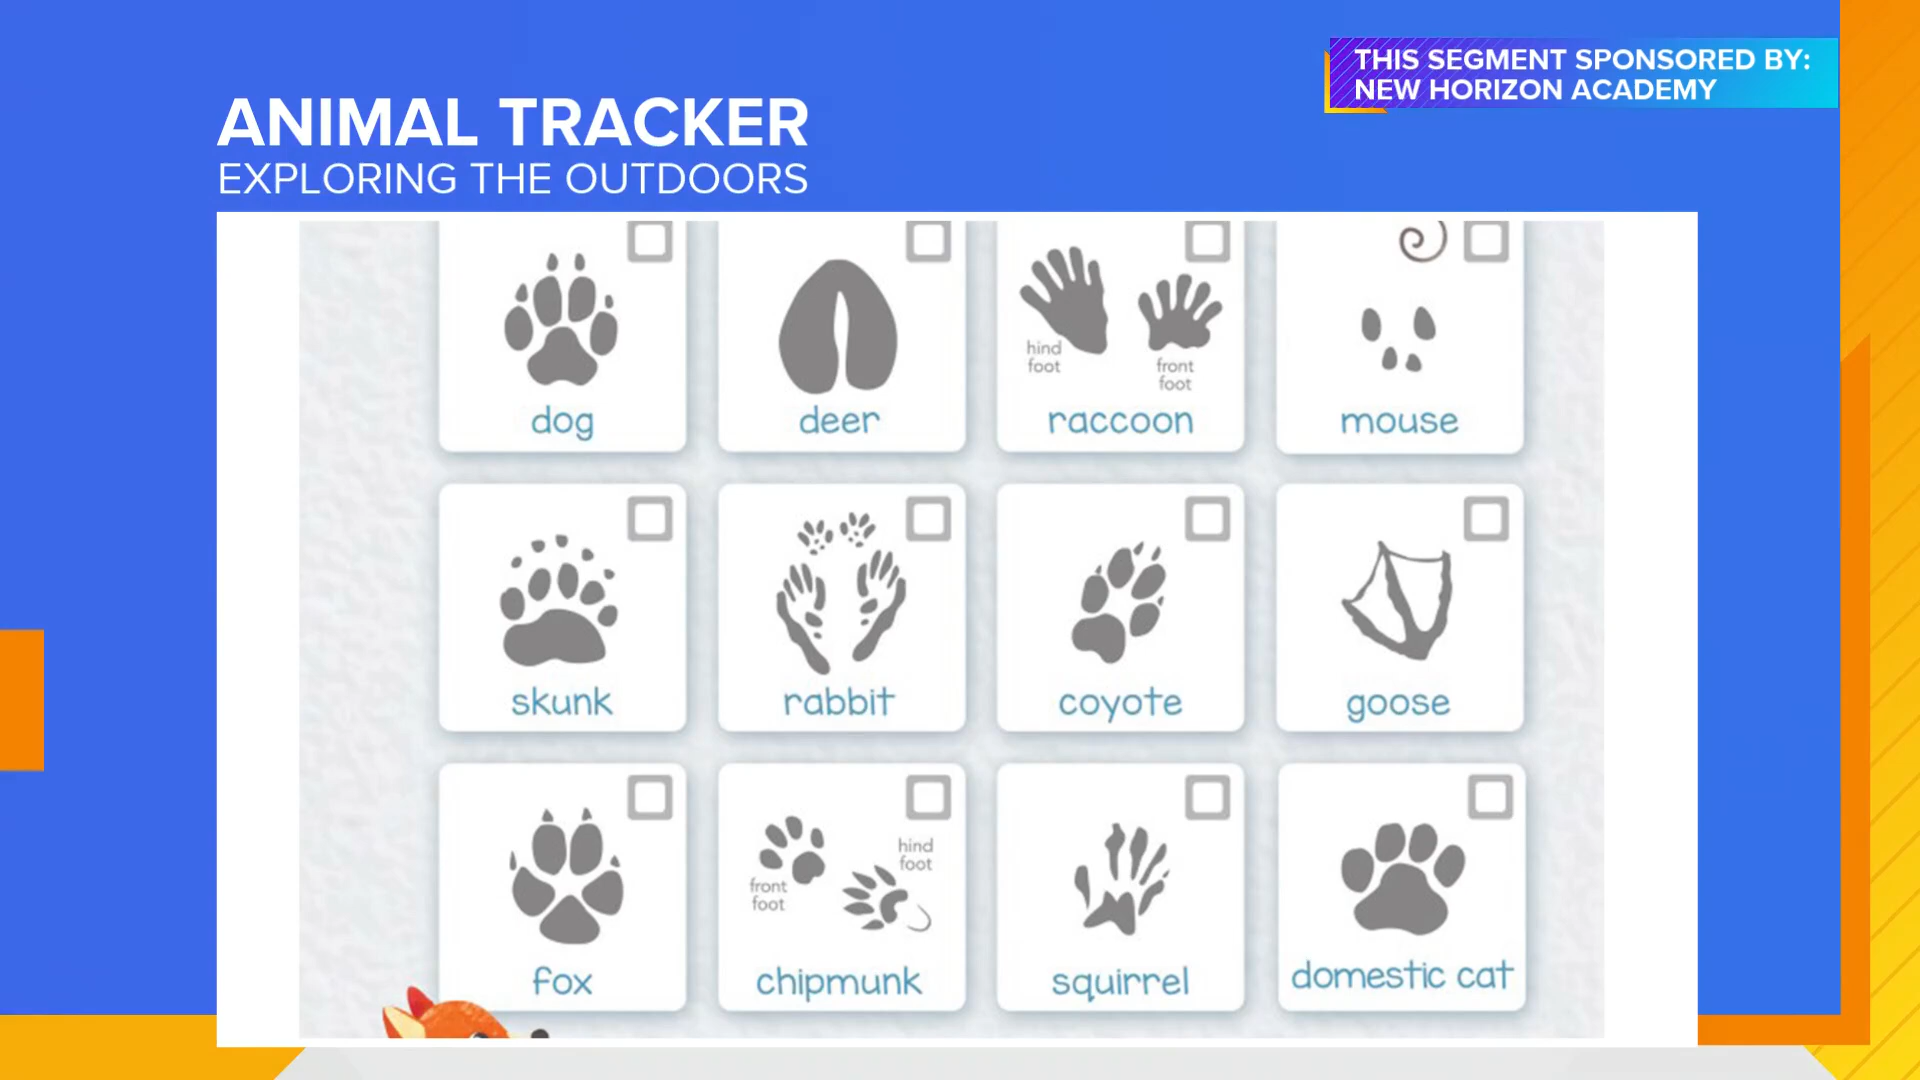 THIS SEGMENT SPONSORED BY:
NEW HORIZON ACADEMY
ANIMAL TRACKER
EXPLORING THE OUTDOORS
hind
foot
front
foot
dog
deer
raccoon
mouse
skunk
rabbit
coyote
goose
hind
foot
front
foot
fox
chipmunk
squirrel
domestic cat